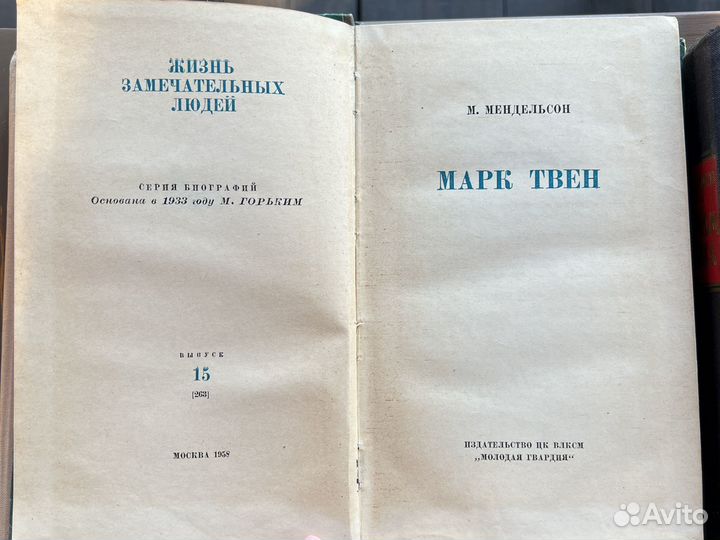 ЖИЗНЬ
ЗАМЕЧАТЕЛЬНЫХ
ЛЮДЕЙ
СЕРИЯ БИОГРАФИЙ
Основана в 1933 году М. ГОРЬКИМ
ВЫПУСК
15
[263]
МОСКВА 1958
М. МЕНДЕЛЬСОН
МАРК ТВЕН
ИЗДАТЕЛЬСТВО ЦК ВЛКСМ
„МОЛОДАЯ ГВАРДИЯ“
Avito